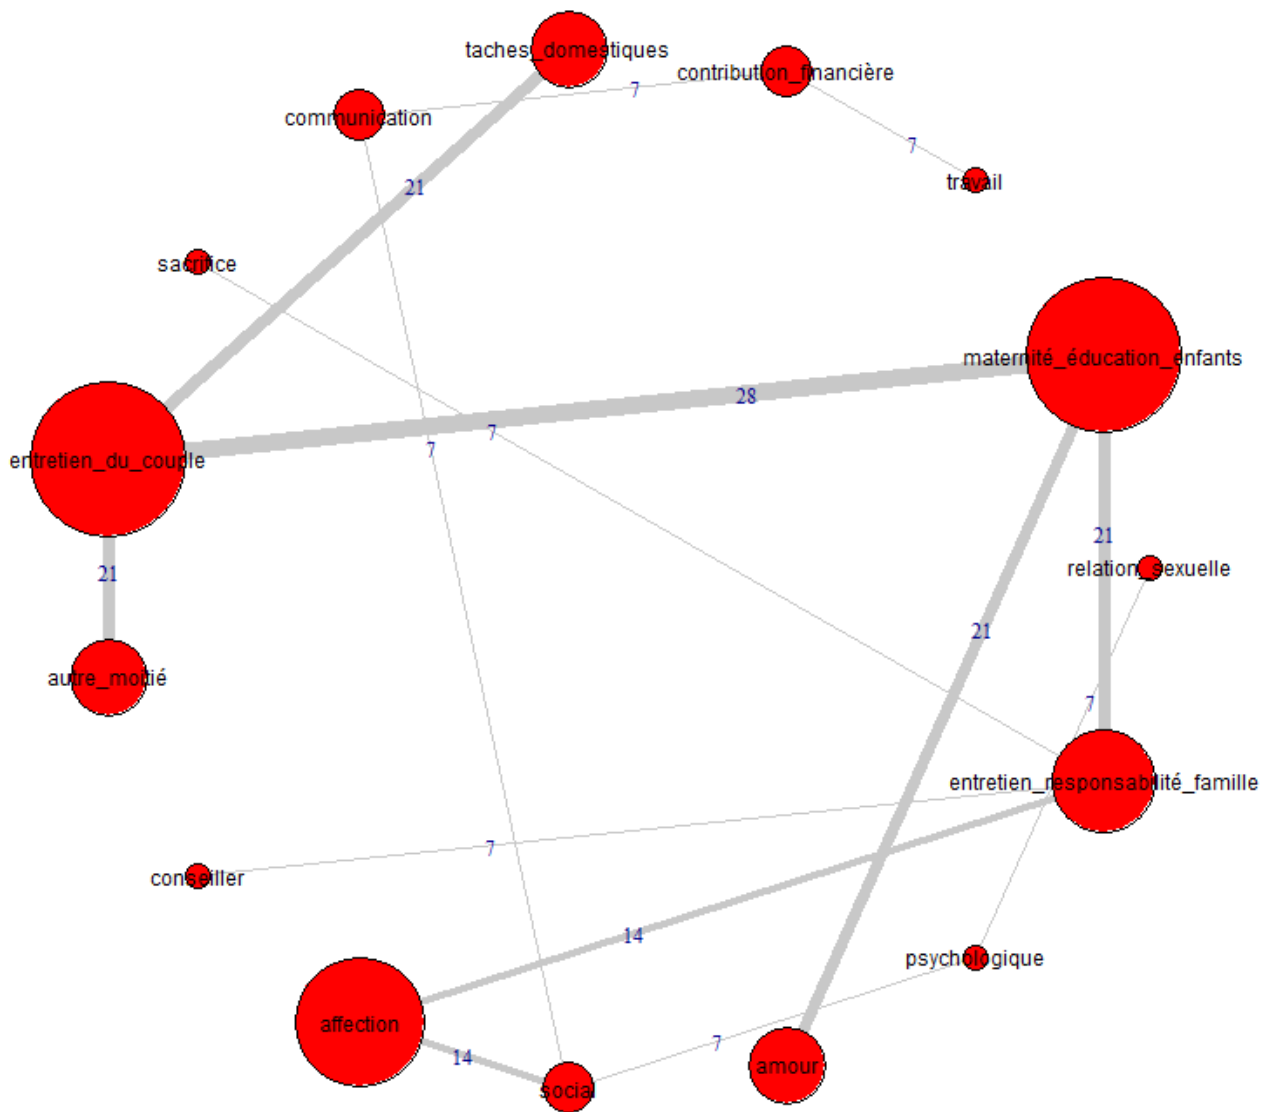 taches_domestiques
contribution_financière
7
communication
7
travail
21
sacrifice
maternité_éducation_enfants
28
7
7
entretien_du_couple
21
21
relation_sexuelle
21
autre_moitié
7
entretien_responsabilité_famille
7
conseiller
14
psychologique
affection
7
14
amour
social